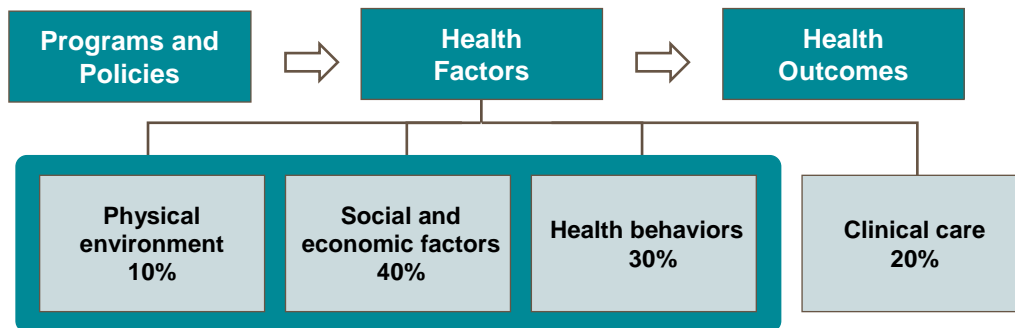 Programs and
Policies
Health
Factors
Health
Outcomes
Physical
environment
10%
Social and
economic factors
40%
Health behaviors
30%
Clinical care
20%